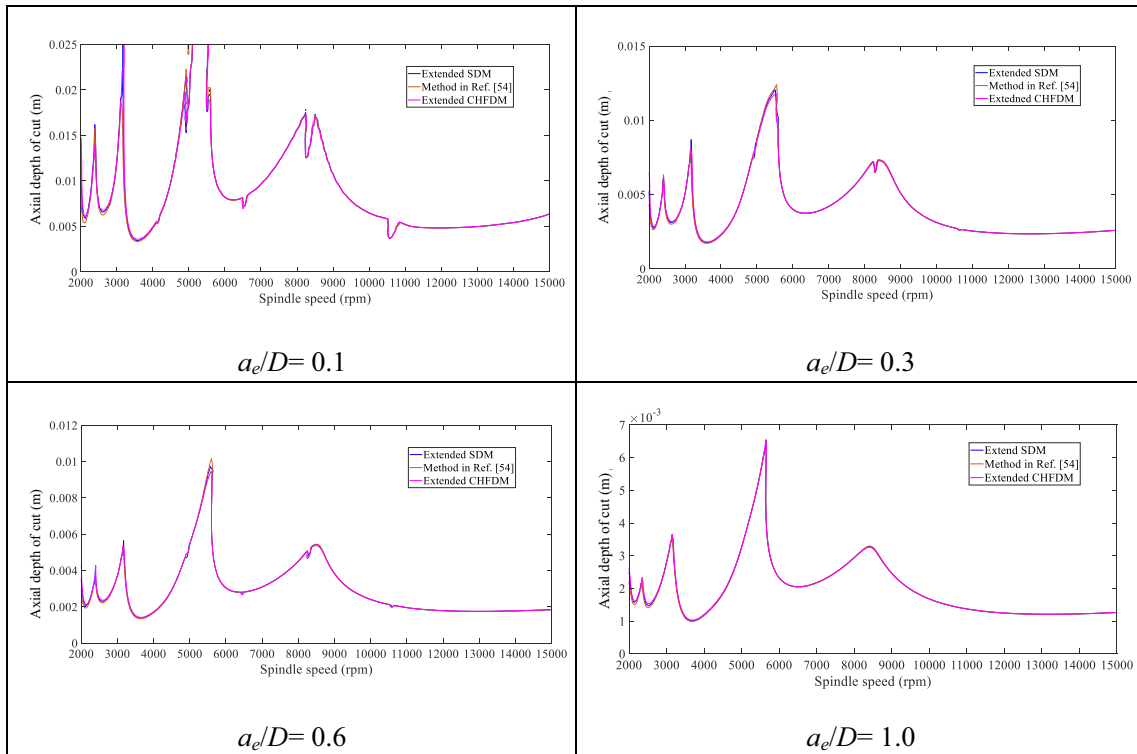 0.025
0.02
0.015
0.01
0.005
0
Axial depth of cut (m)
Extended SDM
Method in Ref. [54]
Extended CHFDM
2000 3000 4000 5000 6000 7000 8000 9000 10000 11000 12000 13000 14000 15000
Spindle speed (rpm)
a_e/D= 0.1
0.015
0.01
0.005
0
Axial depth of cut (m)
Extended SDM
Method in Ref. [54]
Extedned CHFDM
2000 3000 4000 5000 6000 7000 8000 9000 10000 11000 12000 13000 14000 15000
Spindle speed (rpm)
a_e/D= 0.3
0.012
0.01
0.008
0.006
0.004
0.002
0
Axial depth of cut (m)
Extended SDM
Method in Ref. [54]
Extended CHFDM
2000 3000 4000 5000 6000 7000 8000 9000 10000 11000 12000 13000 14000 15000
Spindle speed (rpm)
a_e/D= 0.6
× 10⁻³
7
6
5
4
3
2
1
0
Axial depth of cut (m)
Extend SDM
Method in Ref. [54]
Extended CHFDM
2000 3000 4000 5000 6000 7000 8000 9000 10000 11000 12000 13000 14000 15000
Spindle speed (rpm)
a_e/D= 1.0